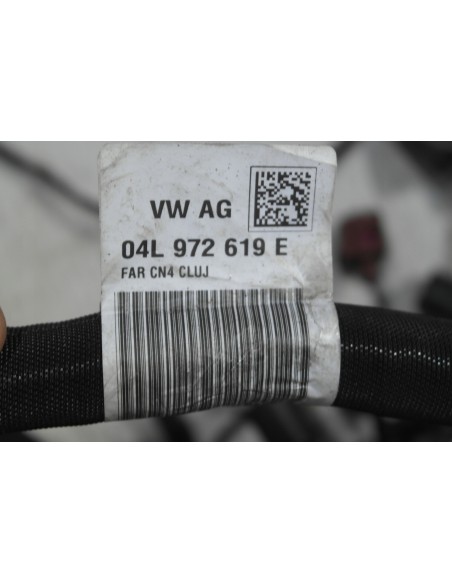 VW AG
04L 972 619 E
FAR CN4 CLUJ